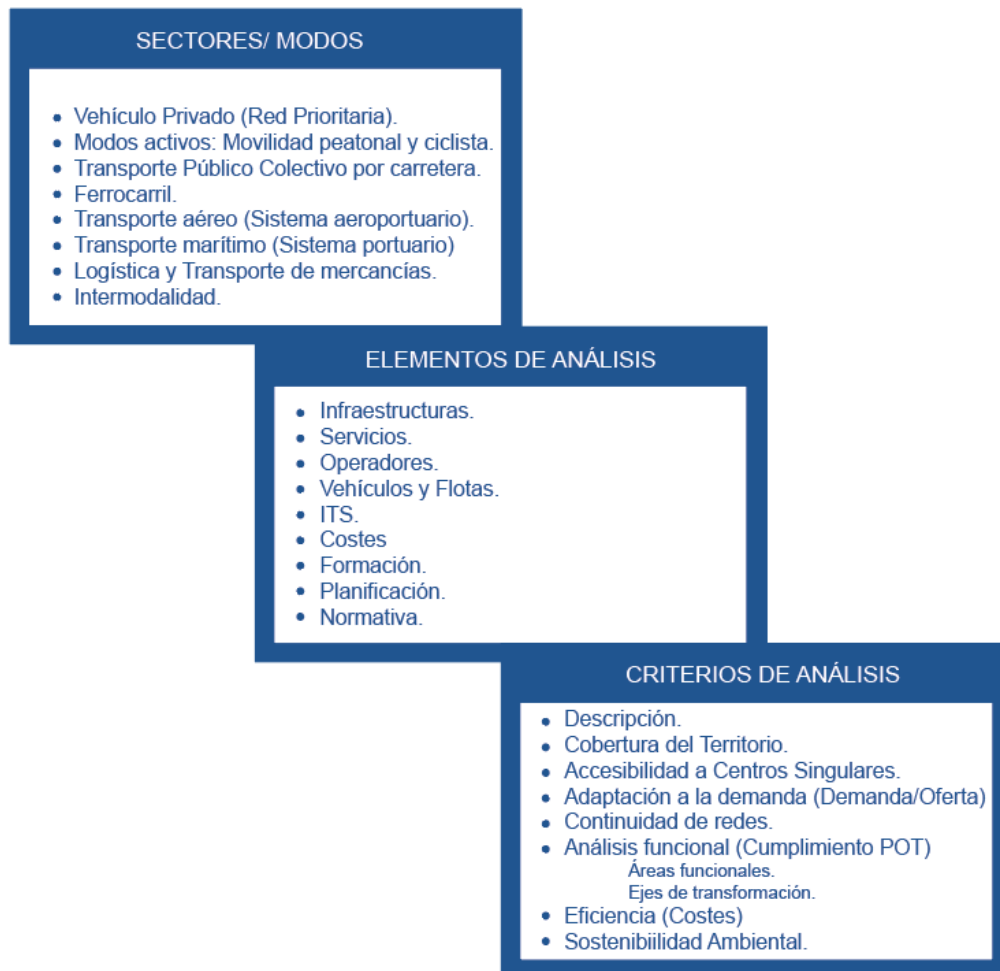 SECTORES/ MODOS
• Vehículo Privado (Red Prioritaria).
• Modos activos: Movilidad peatonal y ciclista.
• Transporte Público Colectivo por carretera.
• Ferrocarril.
• Transporte aéreo (Sistema aeroportuario).
• Transporte marítimo (Sistema portuario)
• Logística y Transporte de mercancías.
• Intermodalidad.
ELEMENTOS DE ANÁLISIS
• Infraestructuras.
• Servicios.
• Operadores.
• Vehículos y Flotas.
• ITS.
• Costes
• Formación.
• Planificación.
• Normativa.
CRITERIOS DE ANÁLISIS
• Descripción.
• Cobertura del Territorio.
• Accesibilidad a Centros Singulares.
• Adaptación a la demanda (Demanda/Oferta)
• Continuidad de redes.
• Análisis funcional (Cumplimiento POT)
Áreas funcionales.
Ejes de transformación.
• Eficiencia (Costes)
• Sostenibiilidad Ambiental.